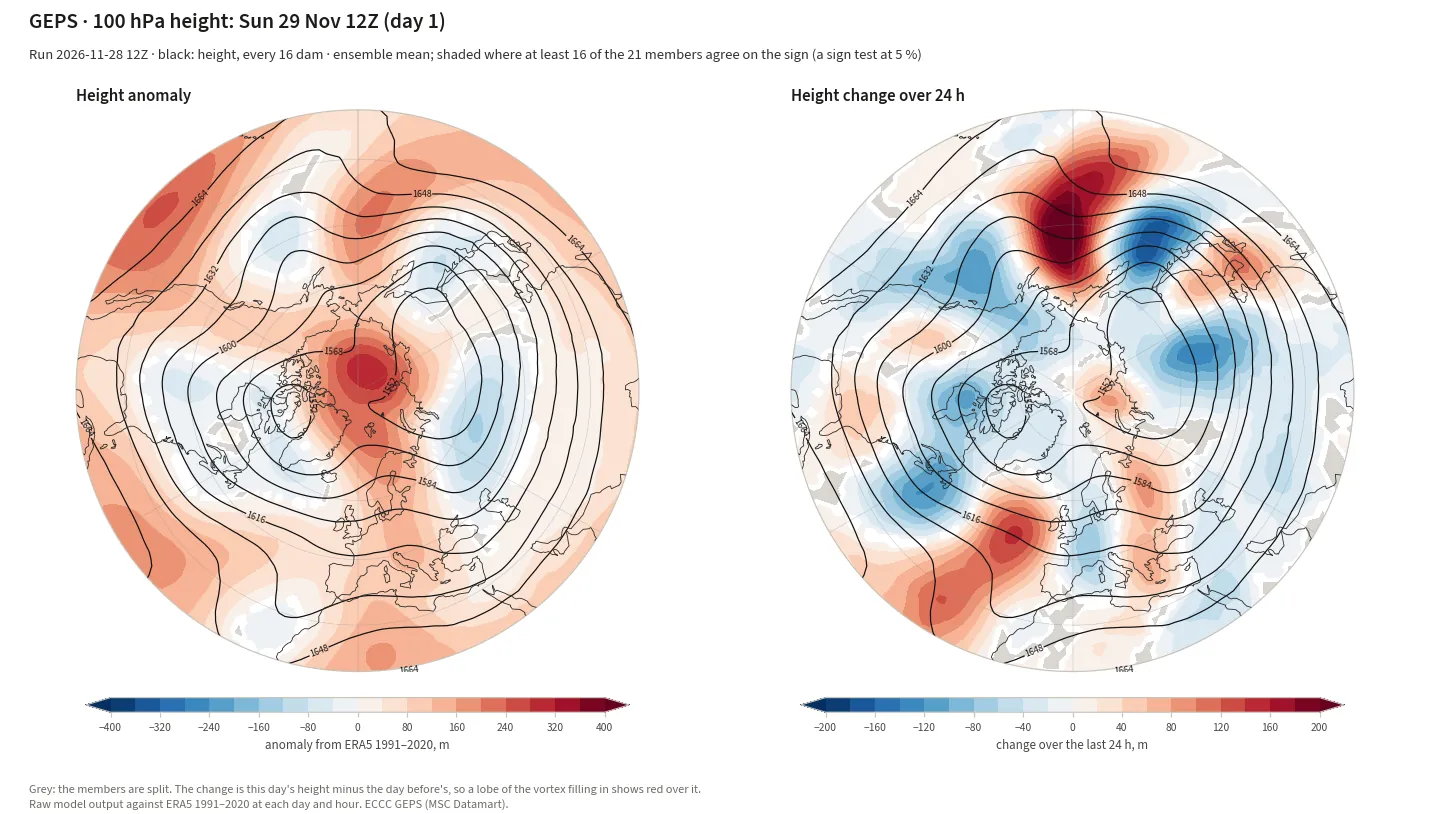 GEPS · 100 hPa height: Sun 29 Nov 12Z (day 1)
Run 2026-11-28 12Z · black: height, every 16 dam · ensemble mean; shaded where at least 16 of the 21 members agree on the sign (a sign test at 5 %)
Height anomaly
Height change over 24 h
1664
1648
1664
1632
1600
1568
1552
1584
1616
1664
1648
1664
1664
1648
1664
1632
1600
1568
1552
1584
1616
1664
1648
1664
−400 −320 −240 −160 −80 0 80 160 240 320 400
anomaly from ERA5 1991–2020, m
−200 −160 −120 −80 −40 0 40 80 120 160 200
change over the last 24 h, m
Grey: the members are split. The change is this day's height minus the day before's, so a lobe of the vortex filling in shows red over it.
Raw model output against ERA5 1991–2020 at each day and hour. ECCC GEPS (MSC Datamart).